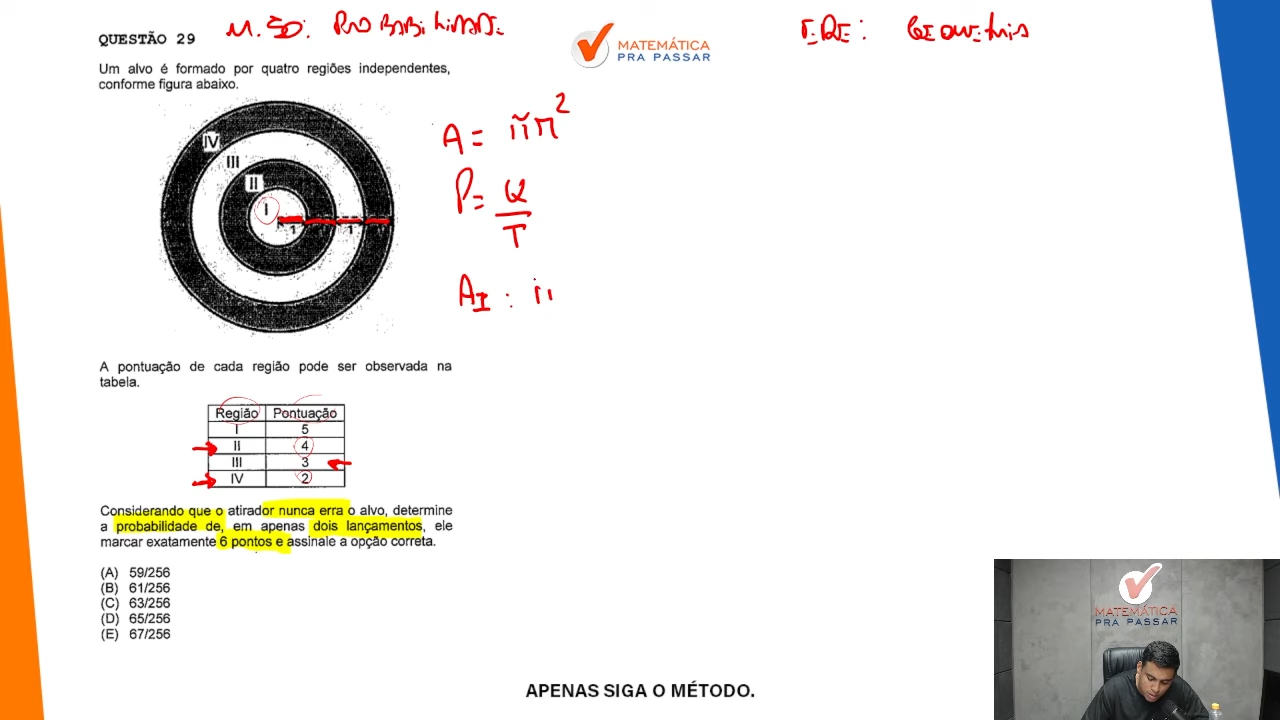 QUESTÃO 29
Um alvo é formado por quatro regiões independentes,
conforme figura abaixo.
IV
III
II
I
1
1
1
A pontuação de cada região pode ser observada na
tabela.
Região Pontuação
I 5
II 4
III 3
IV 2
Considerando que o atirador nunca erra o alvo, determine
a probabilidade de, em apenas dois lançamentos, ele
marcar exatamente 6 pontos e assinale a opção correta.
(A) 59/256
(B) 61/256
(C) 63/256
(D) 65/256
(E) 67/256
MATEMÁTICA
PRA PASSAR
A = πr²
P = Q/T
A_I : π
MATEMÁTICA
PRA PASSAR
APENAS SIGA O MÉTODO.